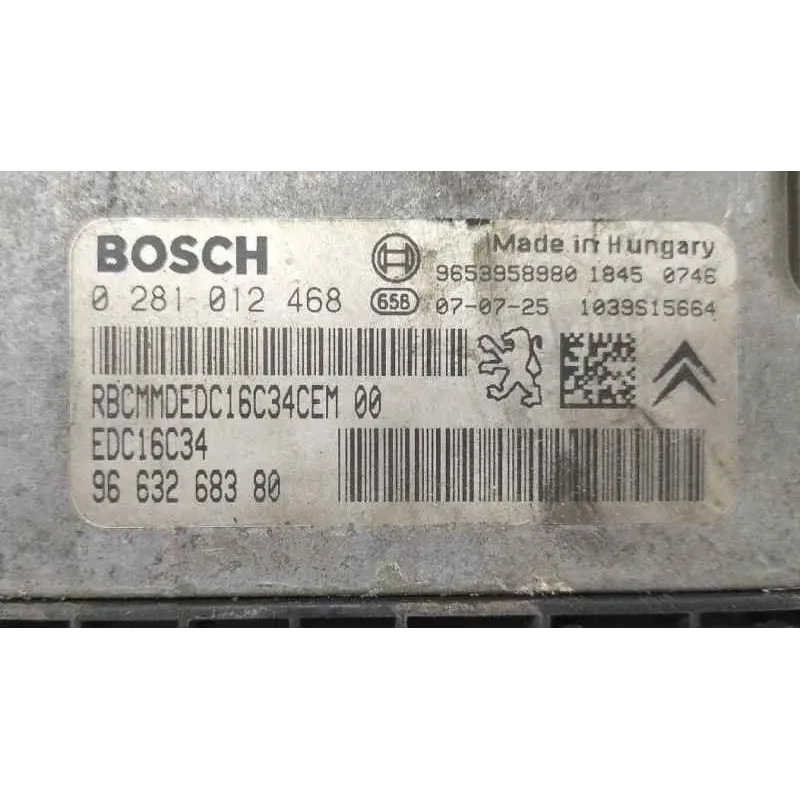 BOSCH
Made in Hungary
9653958980 1845 0746
0 281 012 468
658 07-07-25 1039S15664
RBCMMDEDC16C34CEM 00
EDC16C34
96 632 683 80